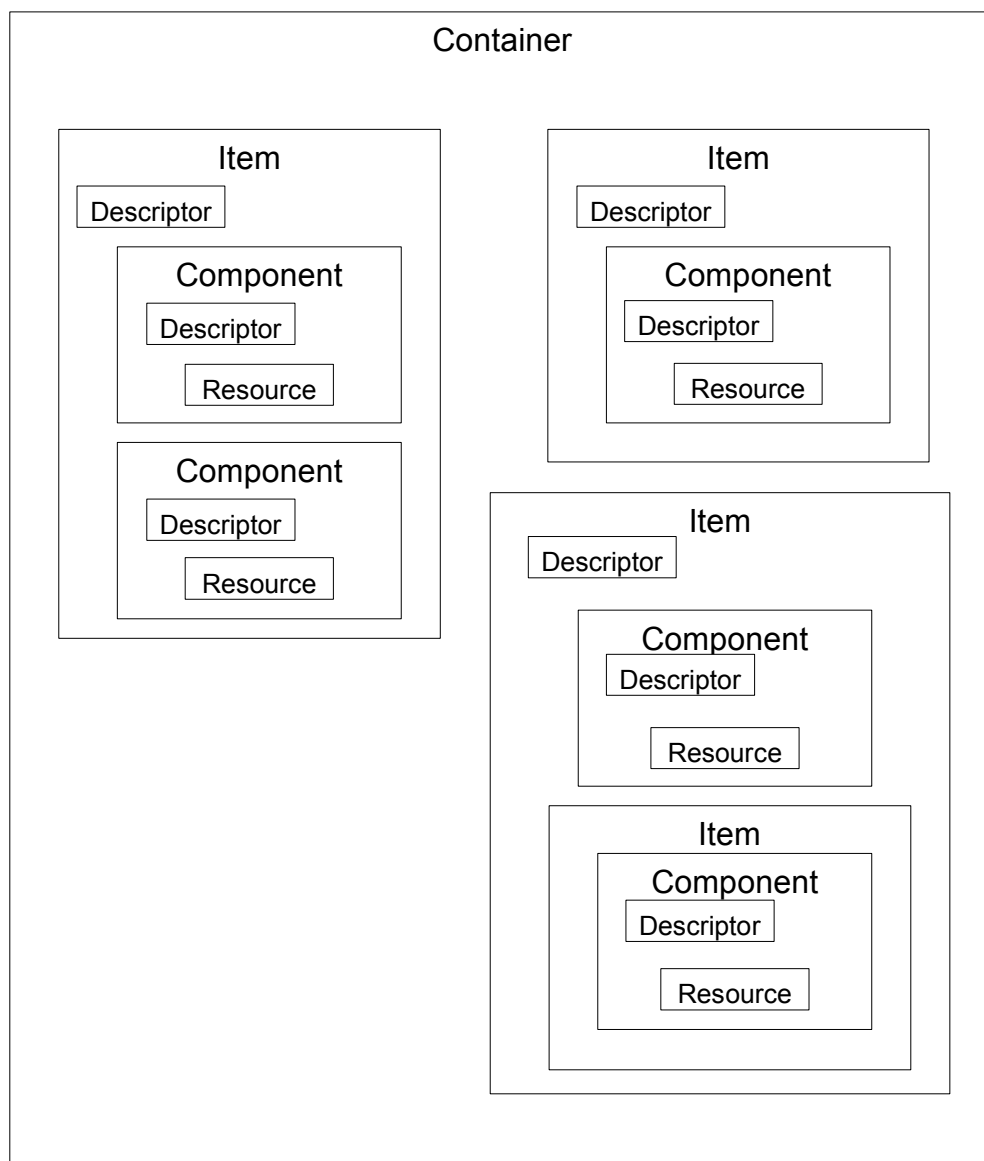 Container
Item
Descriptor
Component
Descriptor
Resource
Component
Descriptor
Resource
Item
Descriptor
Component
Descriptor
Resource
Item
Descriptor
Component
Descriptor
Resource
Item
Component
Descriptor
Resource